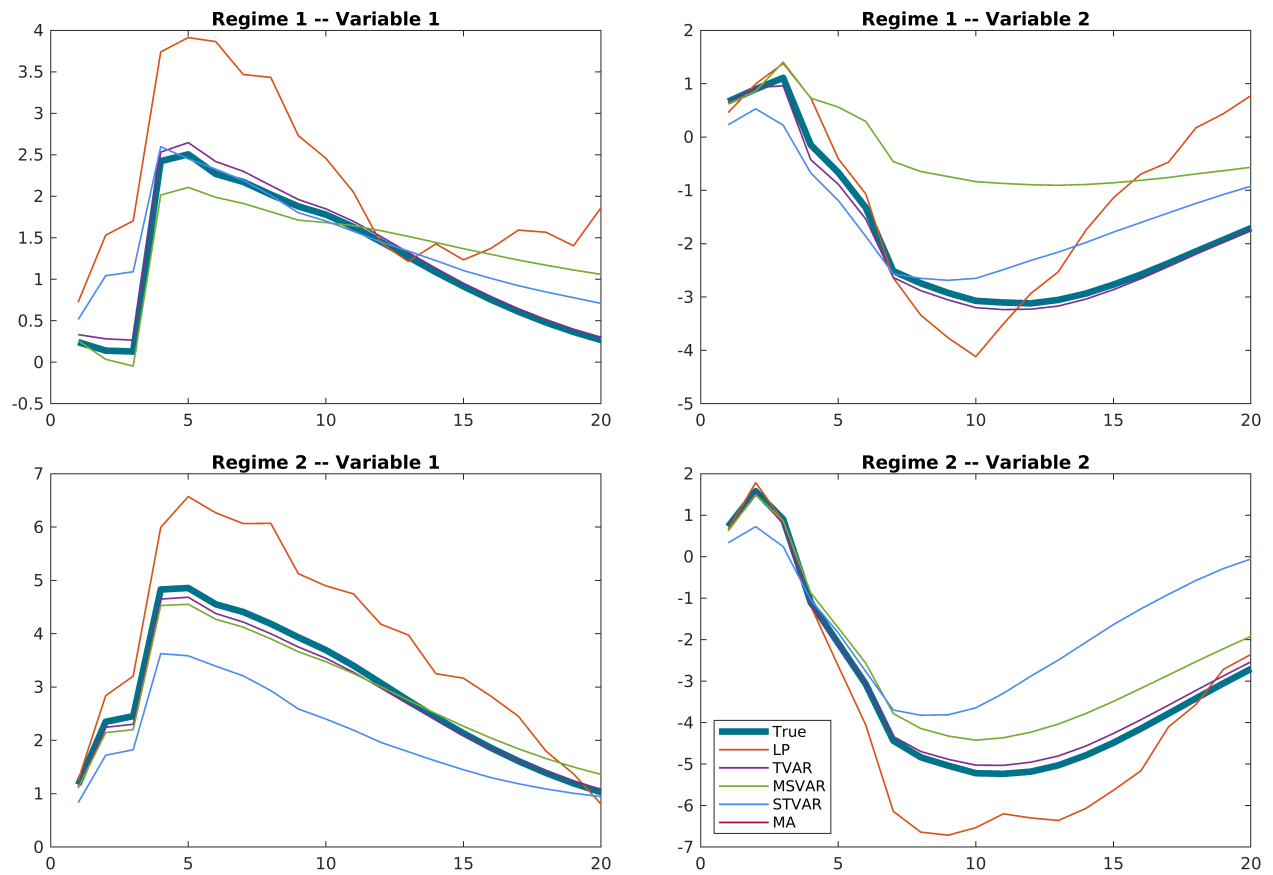 Regime 1 -- Variable 1
4
3.5
3
2.5
2
1.5
1
0.5
0
-0.5
0 5 10 15 20
Regime 1 -- Variable 2
2
1
0
-1
-2
-3
-4
-5
0 5 10 15 20
Regime 2 -- Variable 1
7
6
5
4
3
2
1
0
0 5 10 15 20
Regime 2 -- Variable 2
2
1
0
-1
-2
-3
-4
-5
-6
-7
0 5 10 15 20
True
LP
TVAR
MSVAR
STVAR
MA